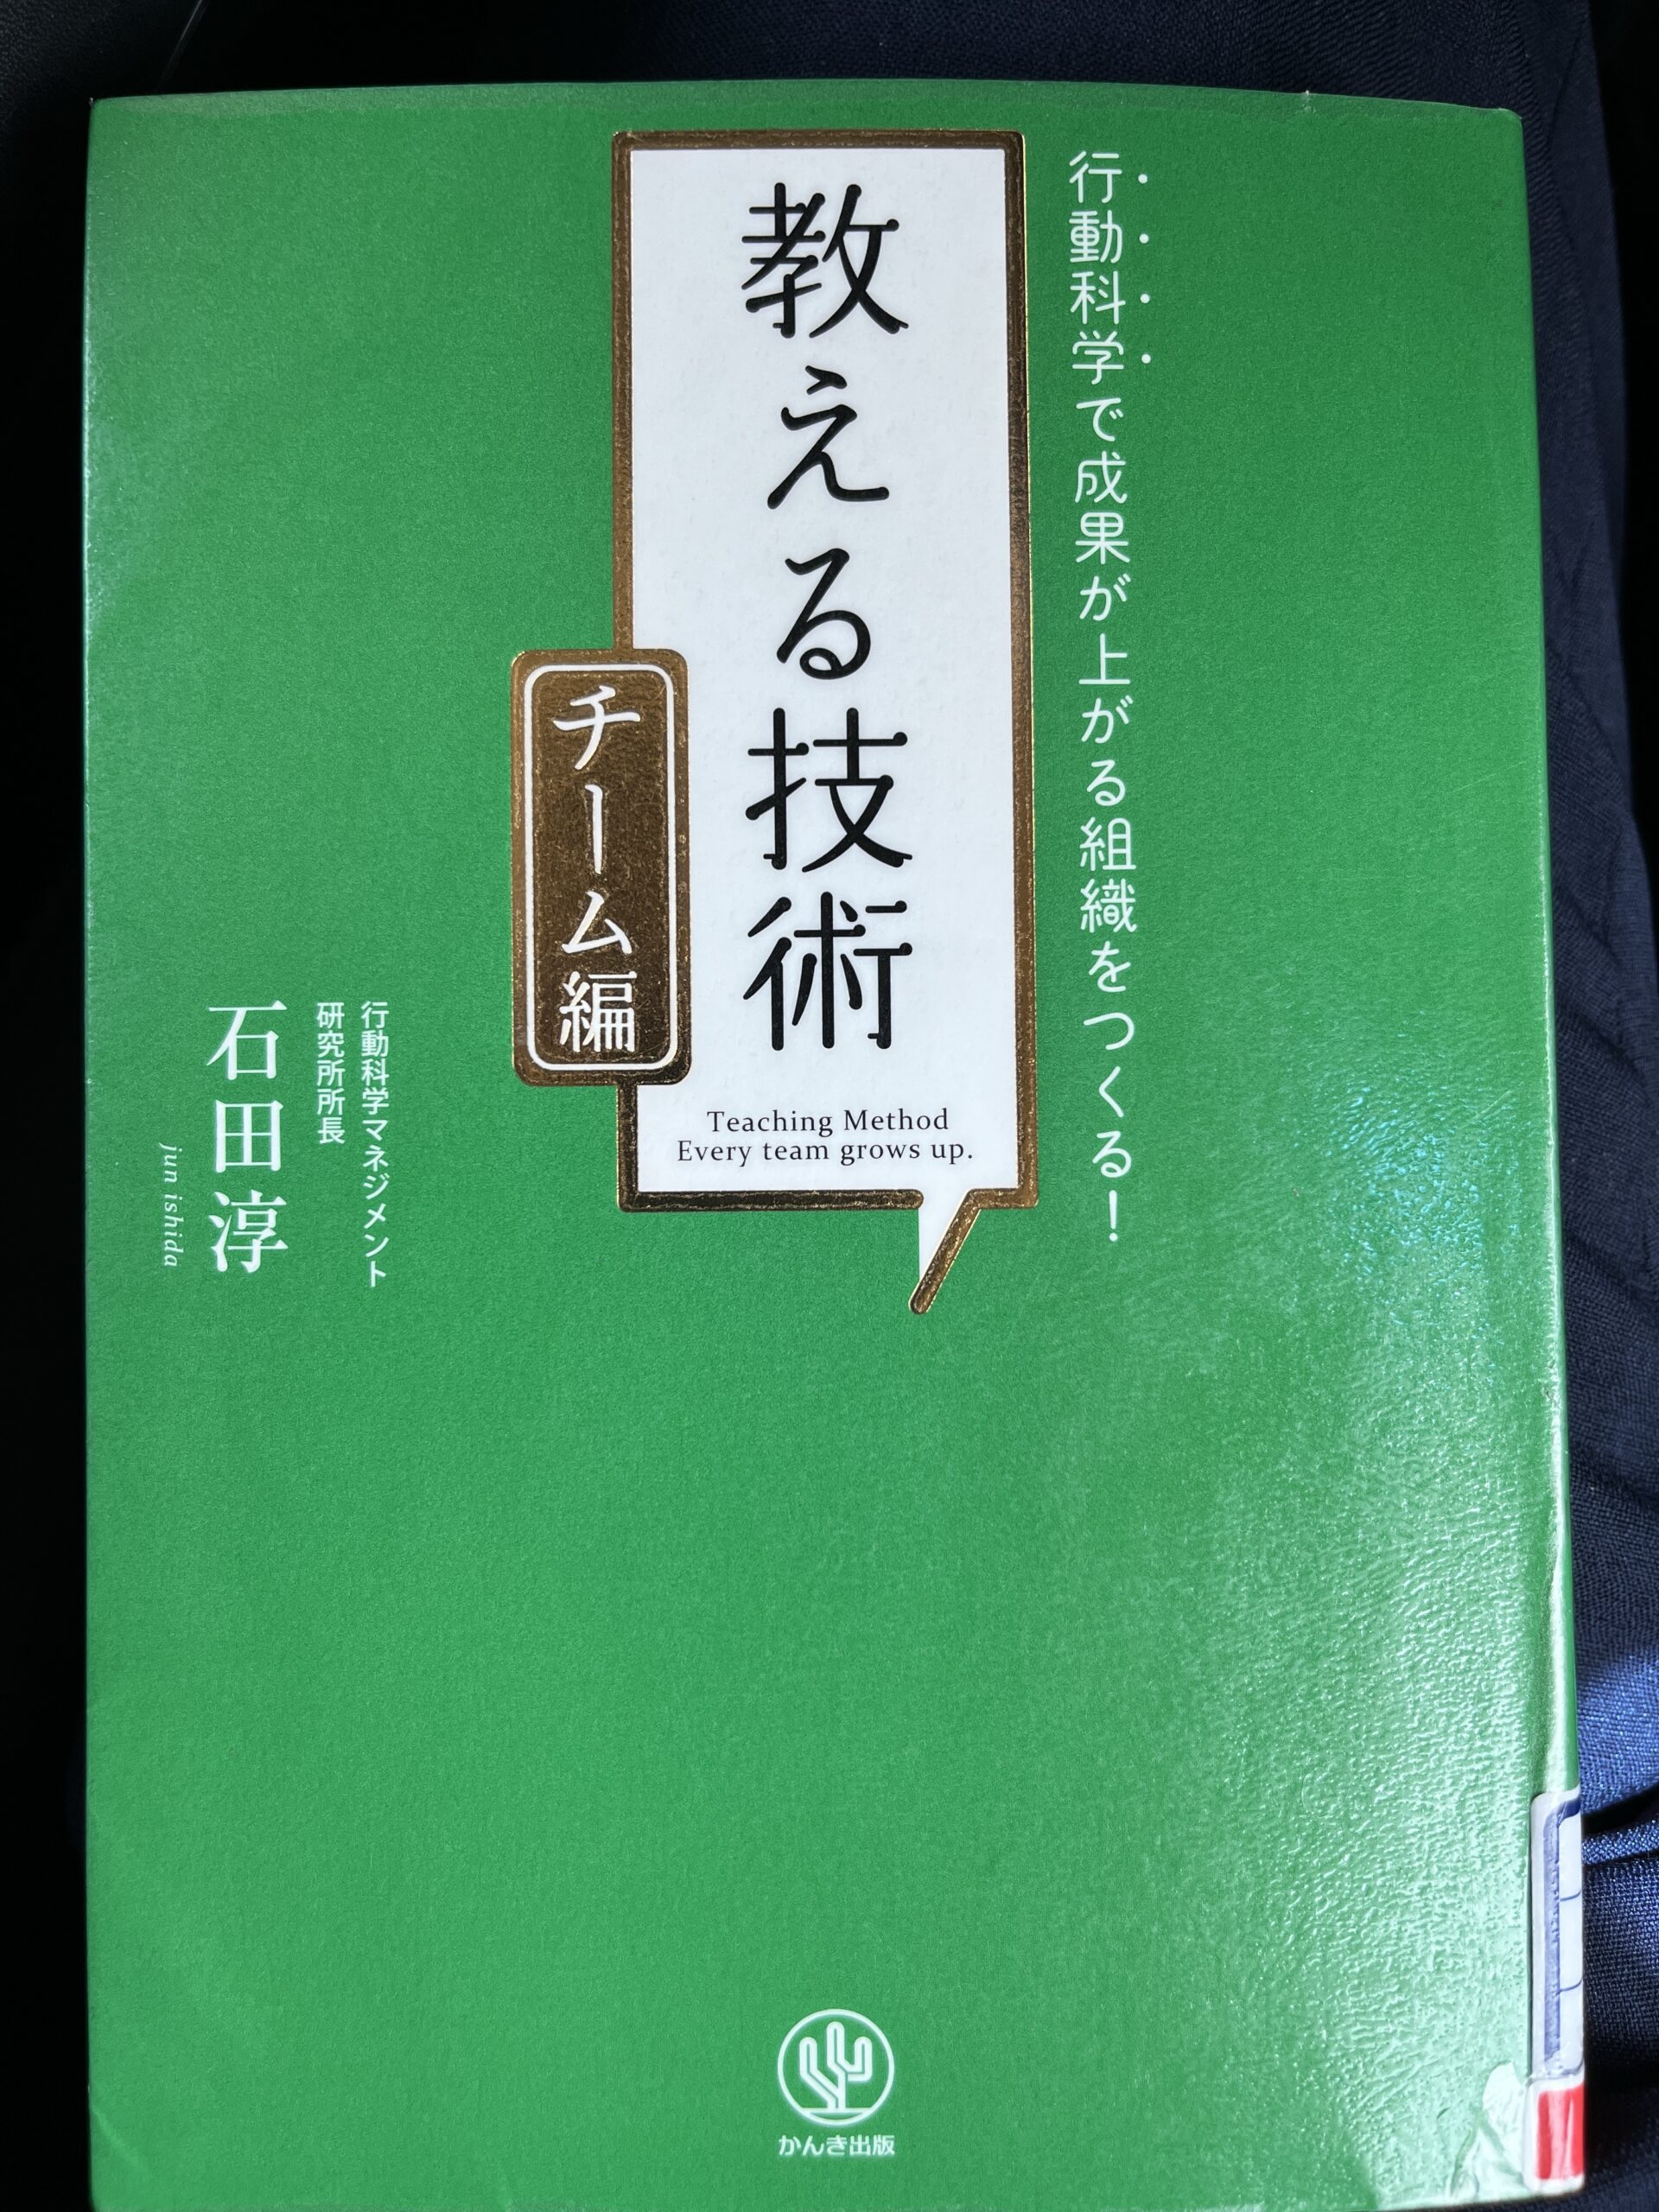 行動科学で成果が上がる組織をつくる！
教える技術
チーム編
Teaching Method
Every team grows up.
行動科学マネジメント
研究所所長
石田淳
jun ishida
かんき出版